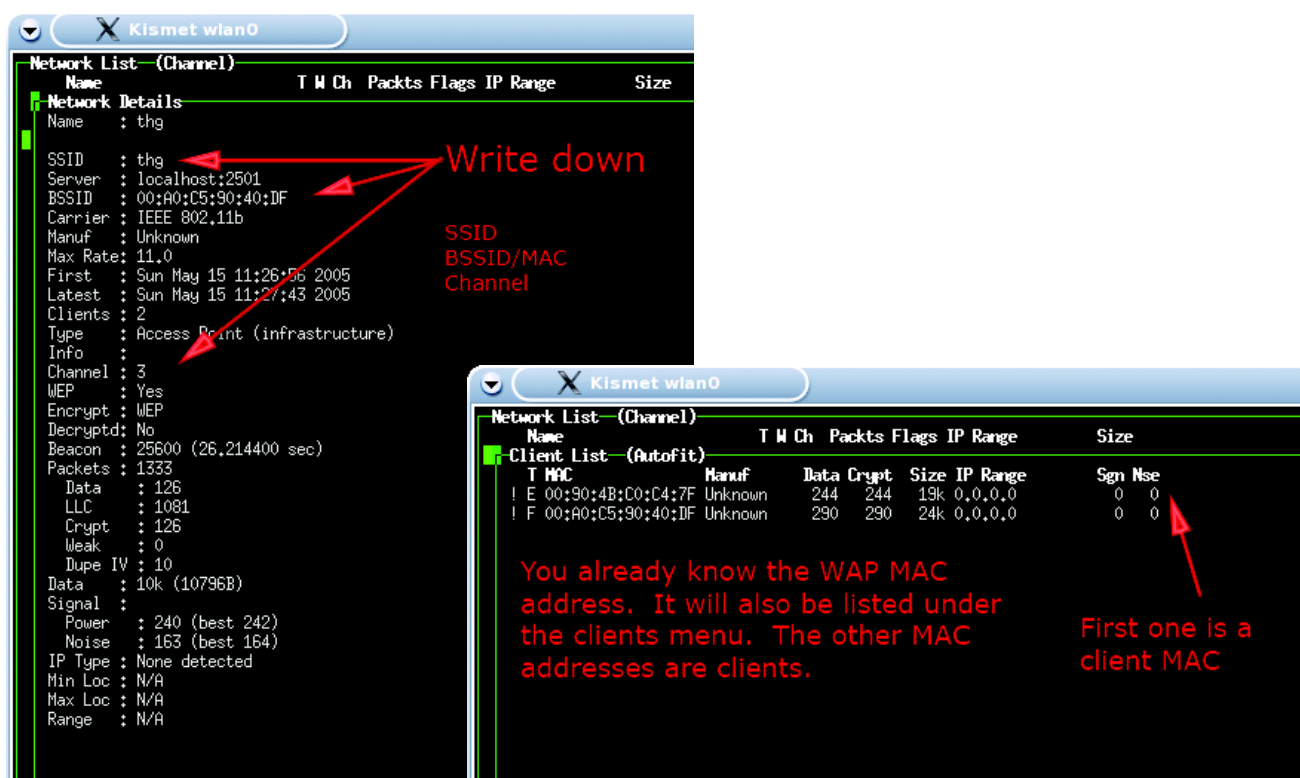 Kismet wlan0
Network List—(Channel)
Name T W Ch Packts Flags IP Range Size
Network Details
Name : thg
SSID : thg
Server : localhost:2501
BSSID : 00:A0:C5:90:40:DF
Carrier : IEEE 802.11b
Manuf : Unknown
Max Rate: 11.0
First : Sun May 15 11:26:56 2005
Latest : Sun May 15 11:27:43 2005
Clients : 2
Type : Access Point (infrastructure)
Info :
Channel : 3
WEP : Yes
Encrypt : WEP
Decryptd: No
Beacon : 25600 (26.214400 sec)
Packets : 1333
Data : 126
LLC : 1081
Crypt : 126
Weak : 0
Dupe IV : 10
Data : 10k (10796B)
Signal :
Power : 240 (best 242)
Noise : 163 (best 164)
IP Type : None detected
Min Loc : N/A
Max Loc : N/A
Range : N/A
Write down
SSID
BSSID/MAC
Channel
Kismet wlan0
Network List—(Channel)
Name T W Ch Packts Flags IP Range Size
Client List—(Autofit)
T MAC Manuf Data Crypt Size IP Range Sgn Nse
! E 00:90:4B:C0:C4:7F Unknown 244 244 19k 0.0.0.0 0 0
! F 00:A0:C5:90:40:DF Unknown 290 290 24k 0.0.0.0 0 0
You already know the WAP MAC
address. It will also be listed under
the clients menu. The other MAC
addresses are clients.
First one is a
client MAC